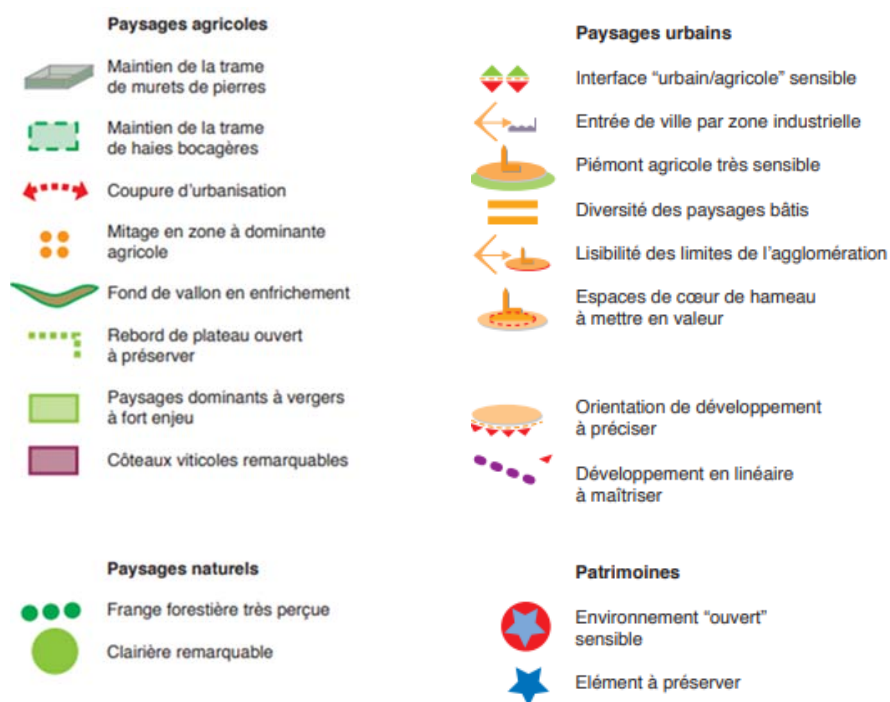 Paysages agricoles
Maintien de la trame
de murets de pierres
Maintien de la trame
de haies bocagères
Coupure d'urbanisation
Mitage en zone à dominante
agricole
Fond de vallon en enfrichement
Rebord de plateau ouvert
à préserver
Paysages dominants à vergers
à fort enjeu
Côteaux viticoles remarquables
Paysages naturels
Frange forestière très perçue
Clairière remarquable
Paysages urbains
Interface "urbain/agricole" sensible
Entrée de ville par zone industrielle
Piémont agricole très sensible
Diversité des paysages bâtis
Lisibilité des limites de l'agglomération
Espaces de cœur de hameau
à mettre en valeur
Orientation de développement
à préciser
Développement en linéaire
à maîtriser
Patrimoines
Environnement "ouvert"
sensible
Elément à préserver